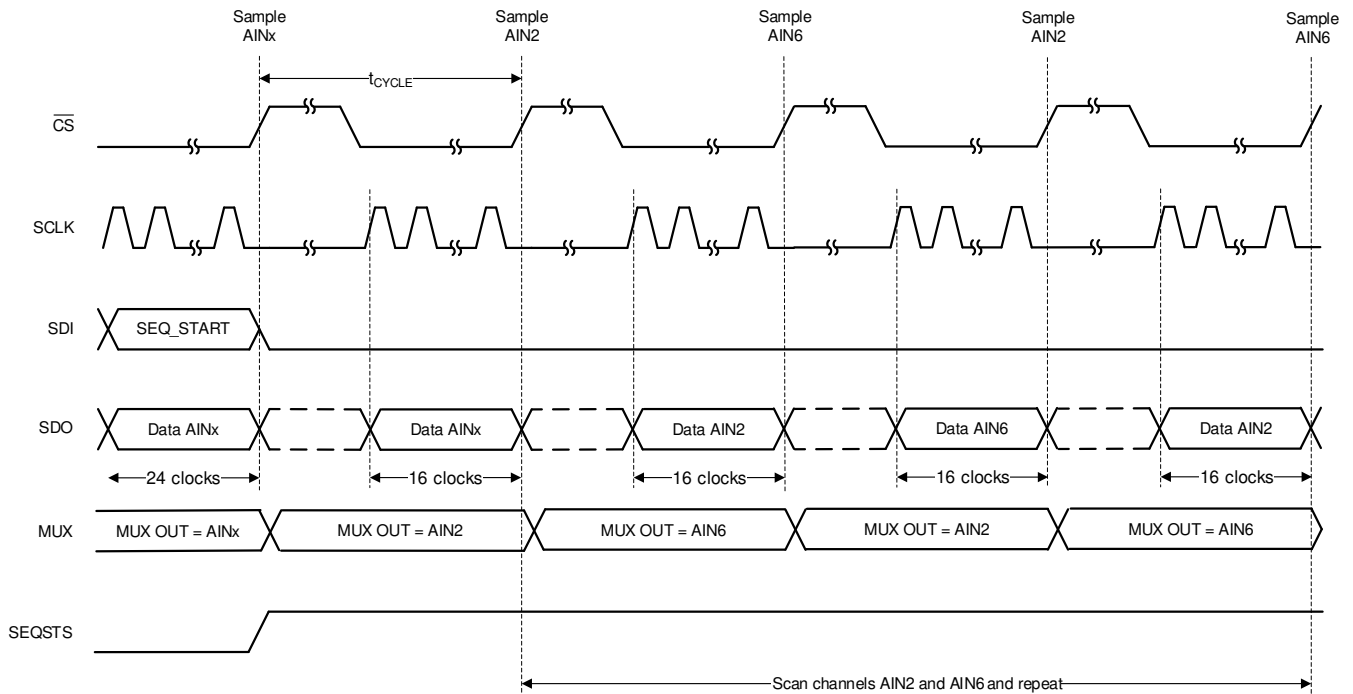 Sample
AINx
Sample
AIN2
Sample
AIN6
Sample
AIN2
Sample
AIN6
tCYCLE
CS
SCLK
SDI
SEQ_START
SDO
Data AINx
Data AINx
Data AIN2
Data AIN6
Data AIN2
24 clocks
16 clocks
16 clocks
16 clocks
16 clocks
MUX
MUX OUT = AINx
MUX OUT = AIN2
MUX OUT = AIN6
MUX OUT = AIN2
MUX OUT = AIN6
SEQSTS
Scan channels AIN2 and AIN6 and repeat